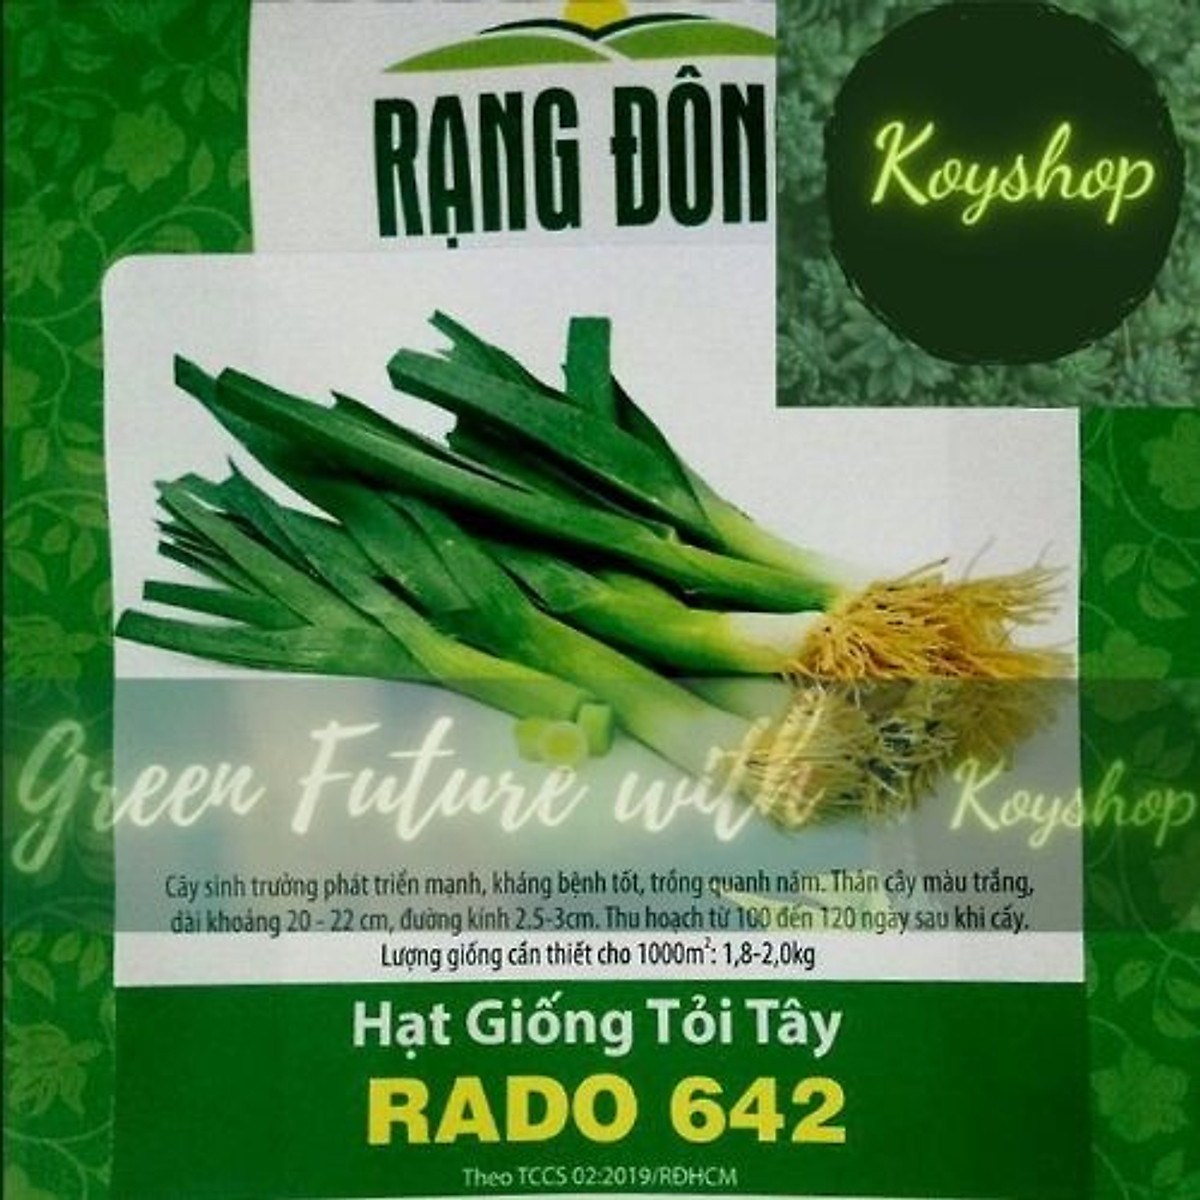 RẠNG ĐÔN
Koyshop
Green Future with Koyshop
Cây sinh trưởng phát triển mạnh, kháng bệnh tốt, trồng quanh năm. Thân cây màu trắng,
dài khoảng 20 - 22 cm, đường kính 2.5-3cm. Thu hoạch từ 100 đến 120 ngày sau khi cấy.
Lượng giống cần thiết cho 1000m²: 1,8-2,0kg
Hạt Giống Tỏi Tây
RADO 642
Theo TCCS 02:2019/RĐHCM